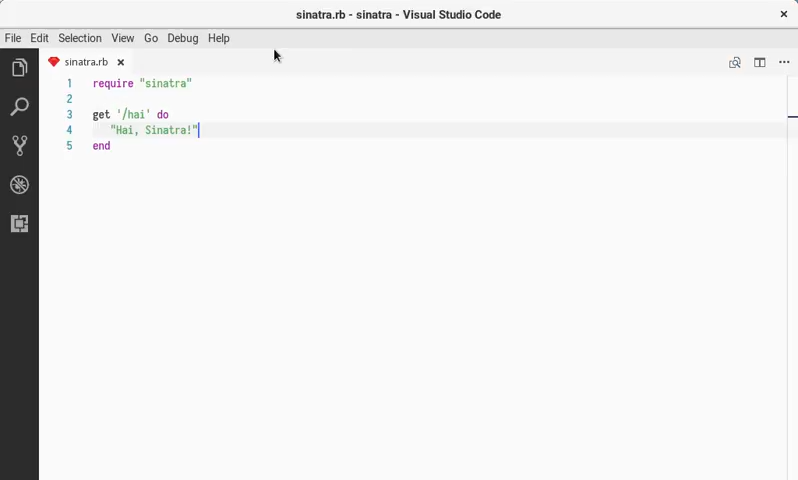 sinatra.rb - sinatra - Visual Studio Code
File Edit Selection View Go Debug Help
sinatra.rb
1 require "sinatra"
2
3 get '/hai' do
4 "Hai, Sinatra!"
5 end